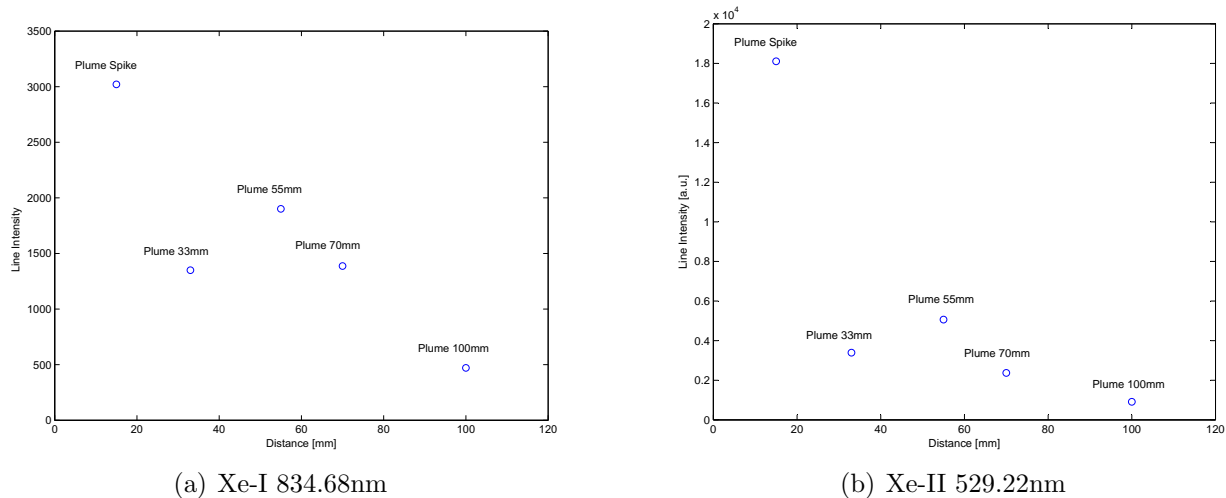 3500
3000
2500
2000
1500
1000
500
0
Line Intensity
Plume Spike
Plume 33mm
Plume 55mm
Plume 70mm
Plume 100mm
0 20 40 60 80 100 120
Distance [mm]
(a) Xe-I 834.68nm
x 10^4
2
1.8
1.6
1.4
1.2
1
0.8
0.6
0.4
0.2
0
Line Intensity [a.u.]
Plume Spike
Plume 33mm
Plume 55mm
Plume 70mm
Plume 100mm
0 20 40 60 80 100 120
Distance [mm]
(b) Xe-II 529.22nm